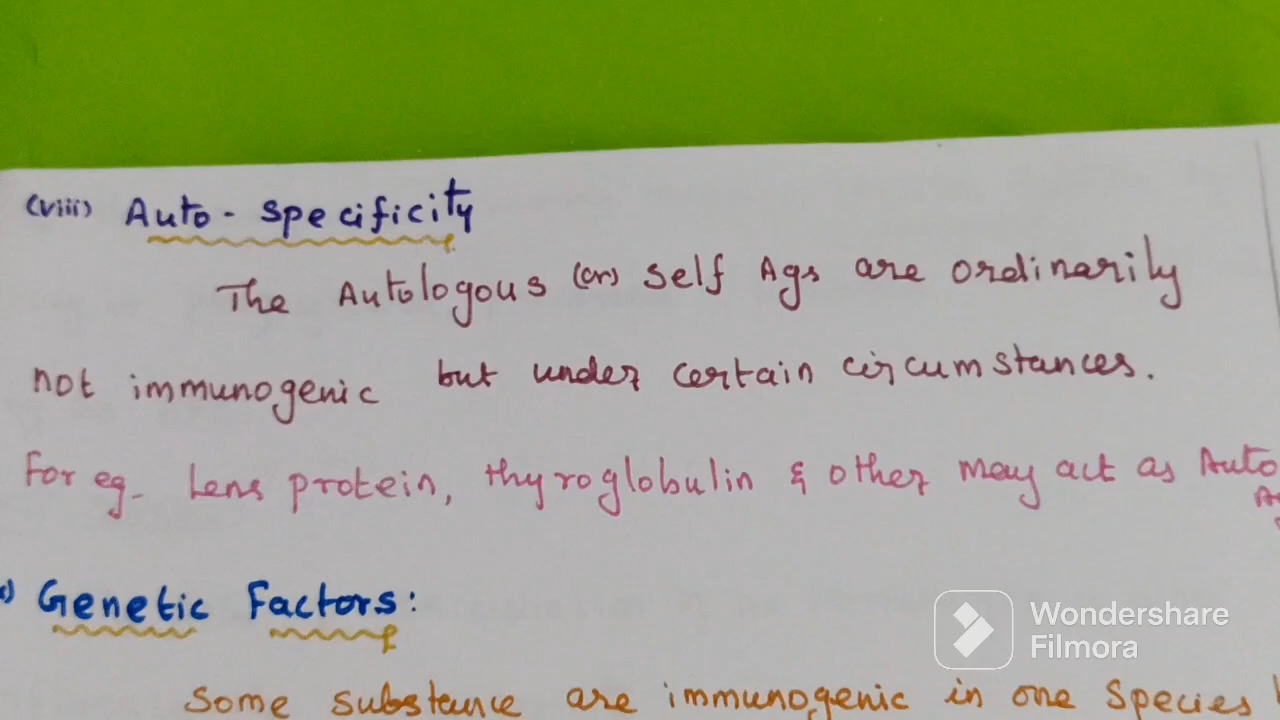 (viii) Auto - Specificity
The Autologous (or) Self Ags are ordinarily
not immunogenic but under certain circumstances.
For eg. Lens protein, thyroglobulin & other may act as Auto
Genetic Factors:
Some substance are immunogenic in one Species
Wondershare
Filmora